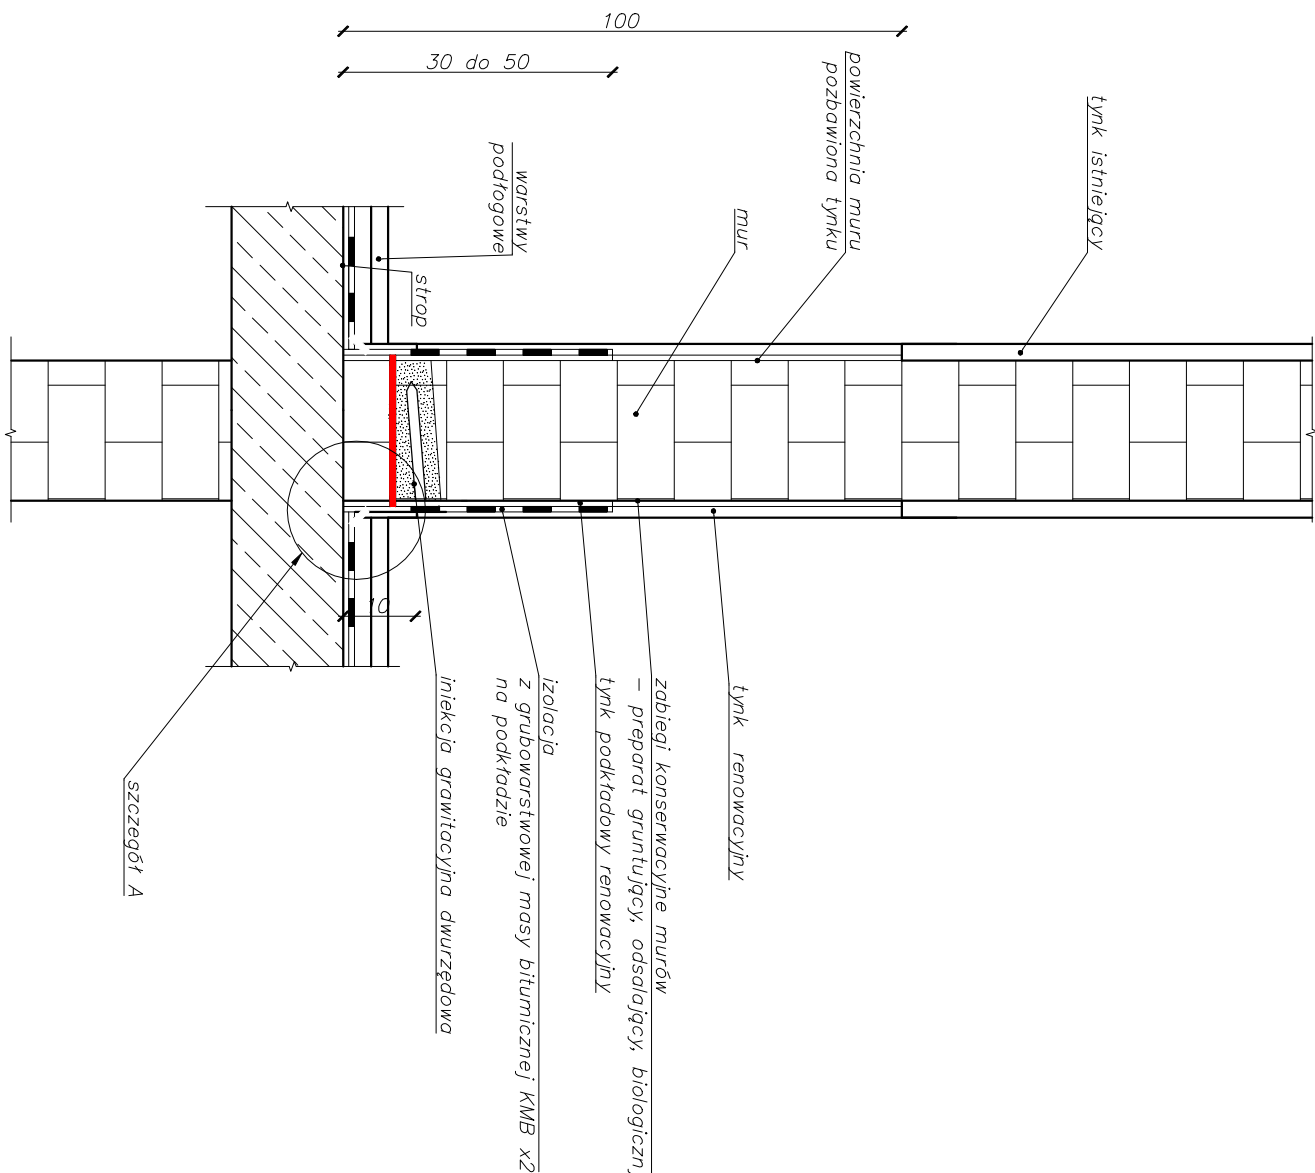 100
30 do 50
tynk istniejący
powierzchnia muru
pozbawiona tynku
mur
warstwy
podłogowe
strop
10
tynk renowacyjny
zabiegi konserwacyjne murów
– preparat gruntujący, odsalający, biologiczny
tynk podkładowy renowacyjny
izolacja
z grubowarstwowej masy bitumicznej KMB x2
na podkładzie
iniekcja grawitacyjna dwurzędowa
szczegół A